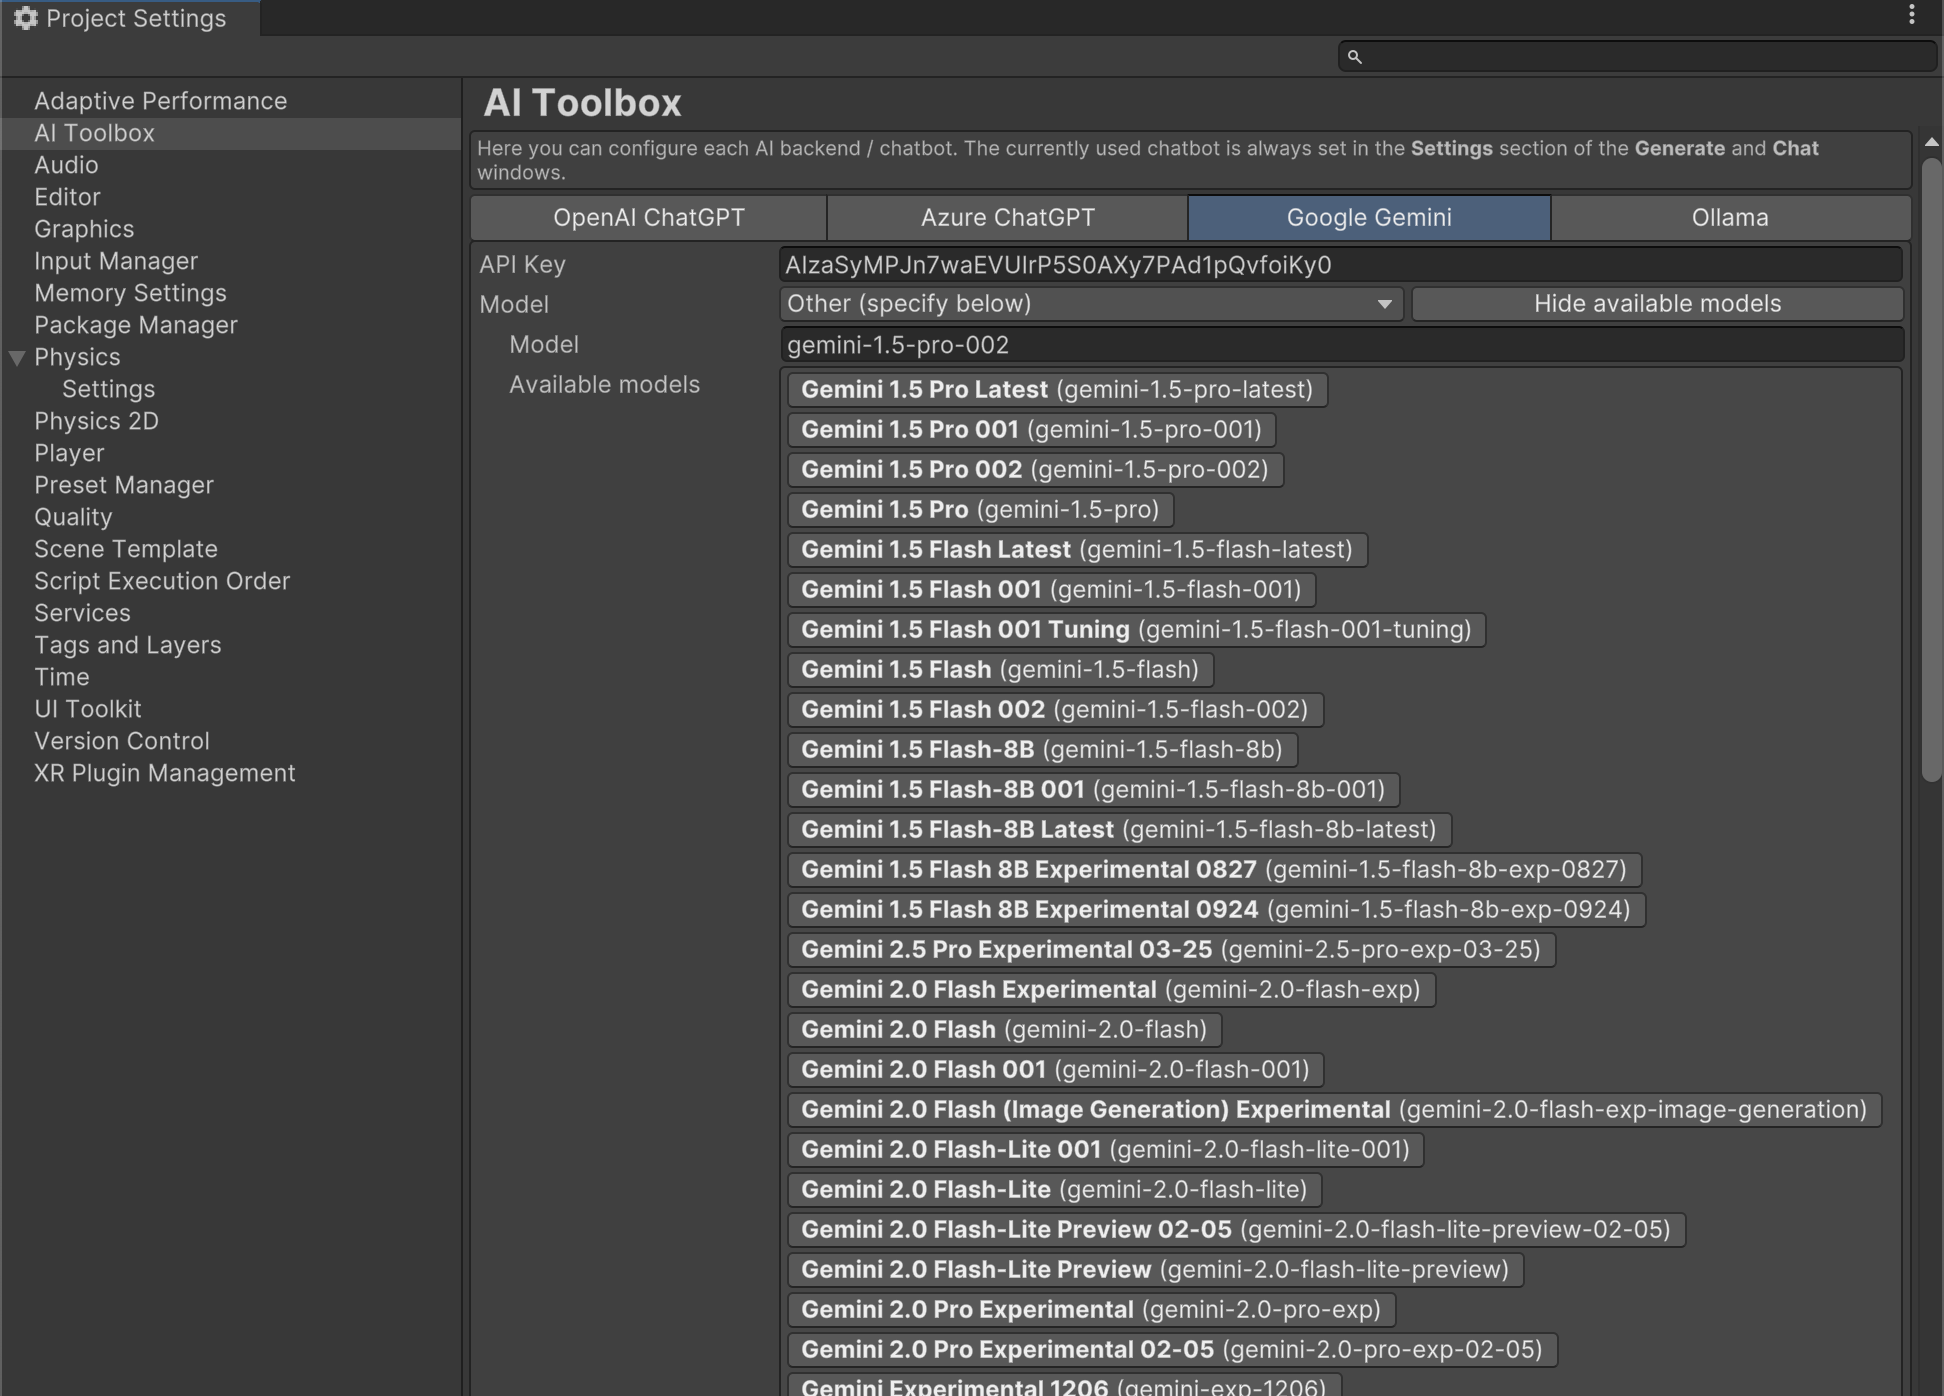 Project Settings
Adaptive Performance
AI Toolbox
Audio
Editor
Graphics
Input Manager
Memory Settings
Package Manager
Physics
Settings
Physics 2D
Player
Preset Manager
Quality
Scene Template
Script Execution Order
Services
Tags and Layers
Time
UI Toolkit
Version Control
XR Plugin Management
AI Toolbox
Here you can configure each AI backend / chatbot. The currently used chatbot is always set in the Settings section of the Generate and Chat
windows.
OpenAI ChatGPT Azure ChatGPT Google Gemini Ollama
API Key AIzaSyMPJn7waEVUIrP5S0AXy7PAd1pQvfoiKy0
Model Other (specify below) Hide available models
Model gemini-1.5-pro-002
Available models
Gemini 1.5 Pro Latest (gemini-1.5-pro-latest)
Gemini 1.5 Pro 001 (gemini-1.5-pro-001)
Gemini 1.5 Pro 002 (gemini-1.5-pro-002)
Gemini 1.5 Pro (gemini-1.5-pro)
Gemini 1.5 Flash Latest (gemini-1.5-flash-latest)
Gemini 1.5 Flash 001 (gemini-1.5-flash-001)
Gemini 1.5 Flash 001 Tuning (gemini-1.5-flash-001-tuning)
Gemini 1.5 Flash (gemini-1.5-flash)
Gemini 1.5 Flash 002 (gemini-1.5-flash-002)
Gemini 1.5 Flash-8B (gemini-1.5-flash-8b)
Gemini 1.5 Flash-8B 001 (gemini-1.5-flash-8b-001)
Gemini 1.5 Flash-8B Latest (gemini-1.5-flash-8b-latest)
Gemini 1.5 Flash 8B Experimental 0827 (gemini-1.5-flash-8b-exp-0827)
Gemini 1.5 Flash 8B Experimental 0924 (gemini-1.5-flash-8b-exp-0924)
Gemini 2.5 Pro Experimental 03-25 (gemini-2.5-pro-exp-03-25)
Gemini 2.0 Flash Experimental (gemini-2.0-flash-exp)
Gemini 2.0 Flash (gemini-2.0-flash)
Gemini 2.0 Flash 001 (gemini-2.0-flash-001)
Gemini 2.0 Flash (Image Generation) Experimental (gemini-2.0-flash-exp-image-generation)
Gemini 2.0 Flash-Lite 001 (gemini-2.0-flash-lite-001)
Gemini 2.0 Flash-Lite (gemini-2.0-flash-lite)
Gemini 2.0 Flash-Lite Preview 02-05 (gemini-2.0-flash-lite-preview-02-05)
Gemini 2.0 Flash-Lite Preview (gemini-2.0-flash-lite-preview)
Gemini 2.0 Pro Experimental (gemini-2.0-pro-exp)
Gemini 2.0 Pro Experimental 02-05 (gemini-2.0-pro-exp-02-05)
Gemini Experimental 1206 (gemini-exp-1206)